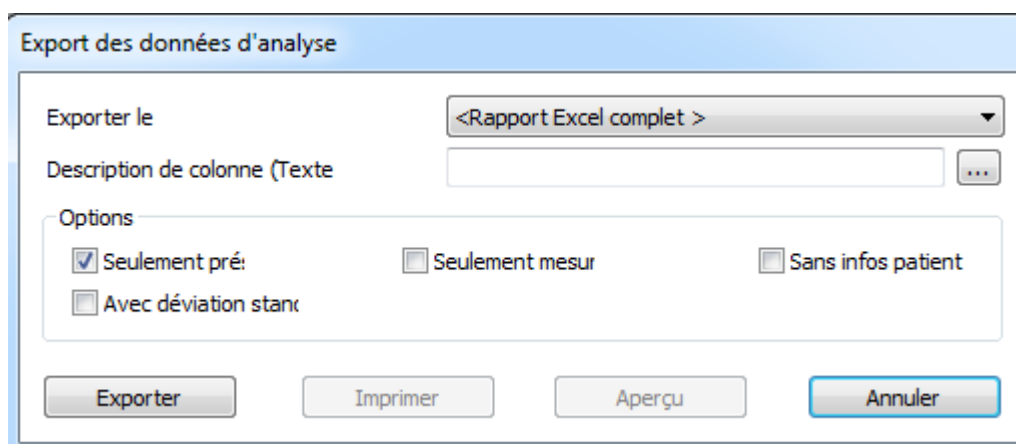 Export des données d'analyse
Exporter le
<Rapport Excel complet >
Description de colonne (Texte
...
Options
Seulement pré
Seulement mesur
Sans infos patient
Avec déviation stand
Exporter
Imprimer
Aperçu
Annuler